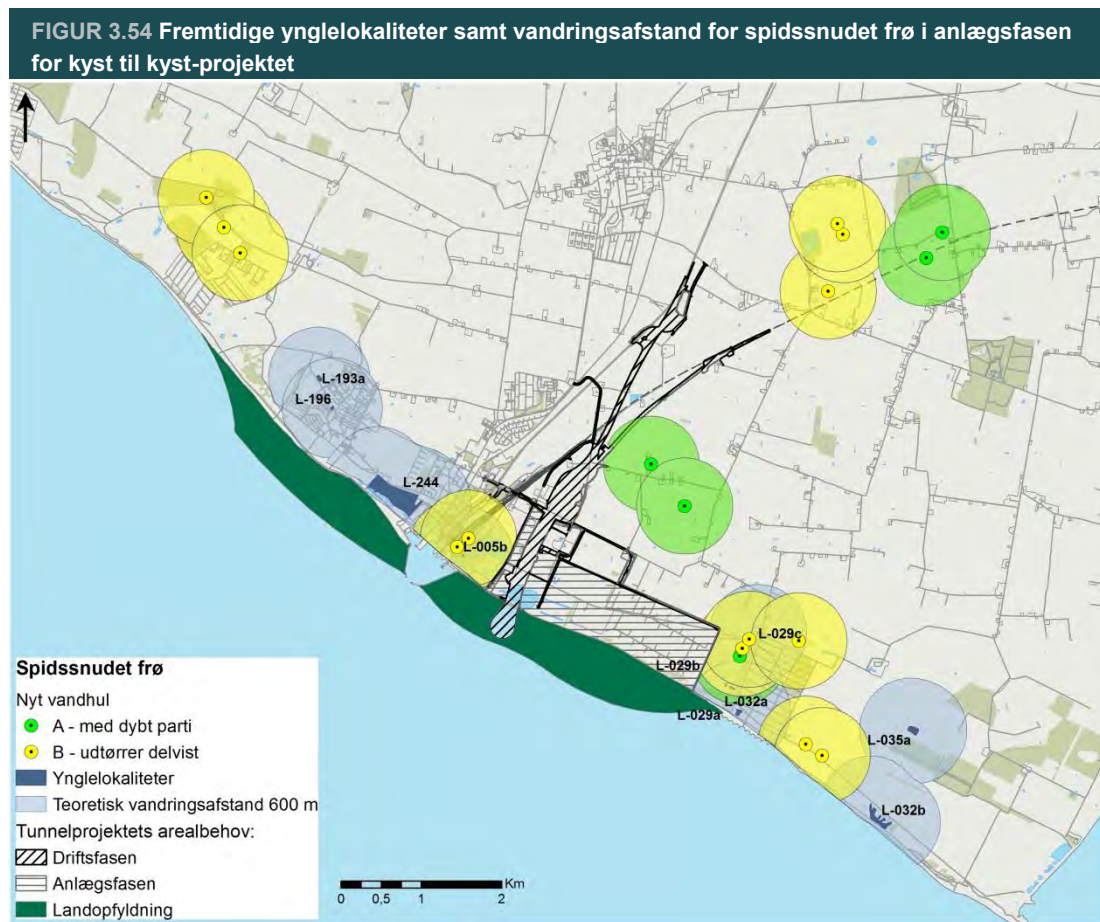 FIGUR 3.54 Fremtidige ynglelokaliteter samt vandringsafstand for spidssnudet frø i anlægsfasen
for kyst til kyst-projektet
L-193a
L-196
L-244
L-005b
L-029c
L-029b
L-032a
L-029a
L-035a
L-032b
Spidssnudet frø
Nyt vandhul
A - med dybt parti
B - udtørrer delvist
Ynglelokaliteter
Teoretisk vandringsafstand 600 m
Tunnelprojektets arealbehov:
Driftsfasen
Anlægsfasen
Landopfyldning
Km
0 0,5 1 2